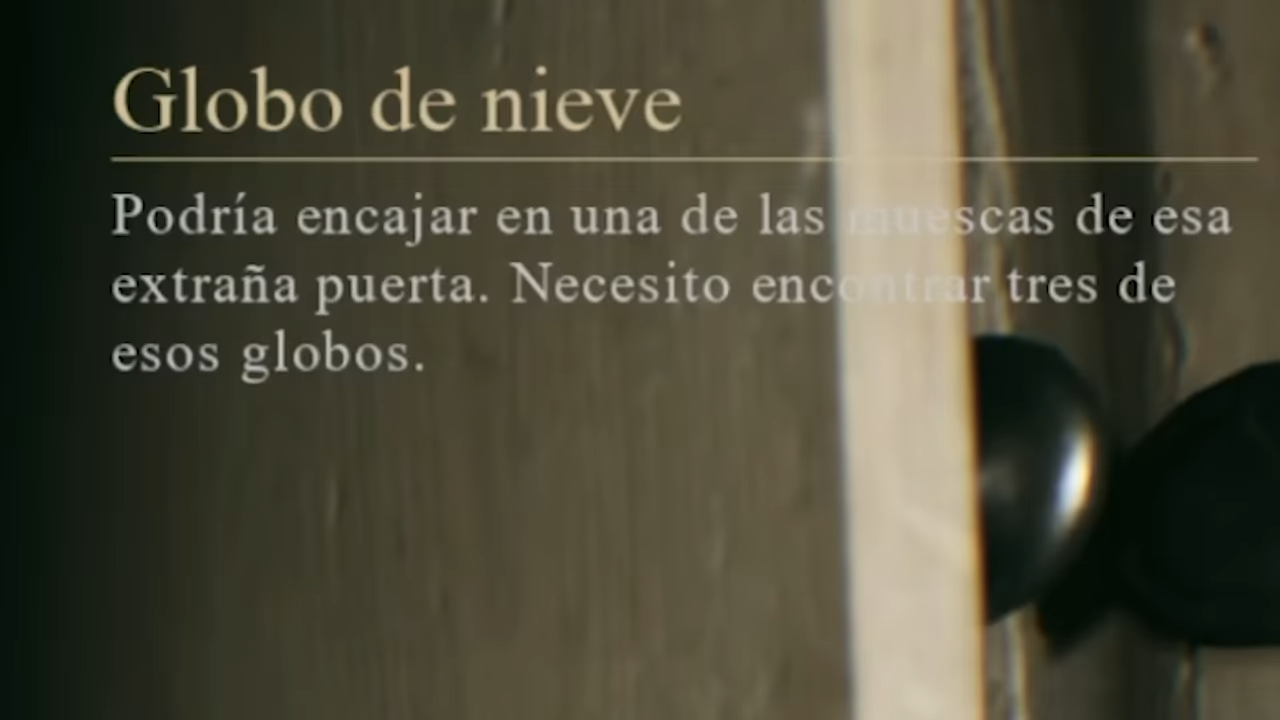 Globo de nieve
Podría encajar en una de las muescas de esa
extraña puerta. Necesito encontrar tres de
esos globos.